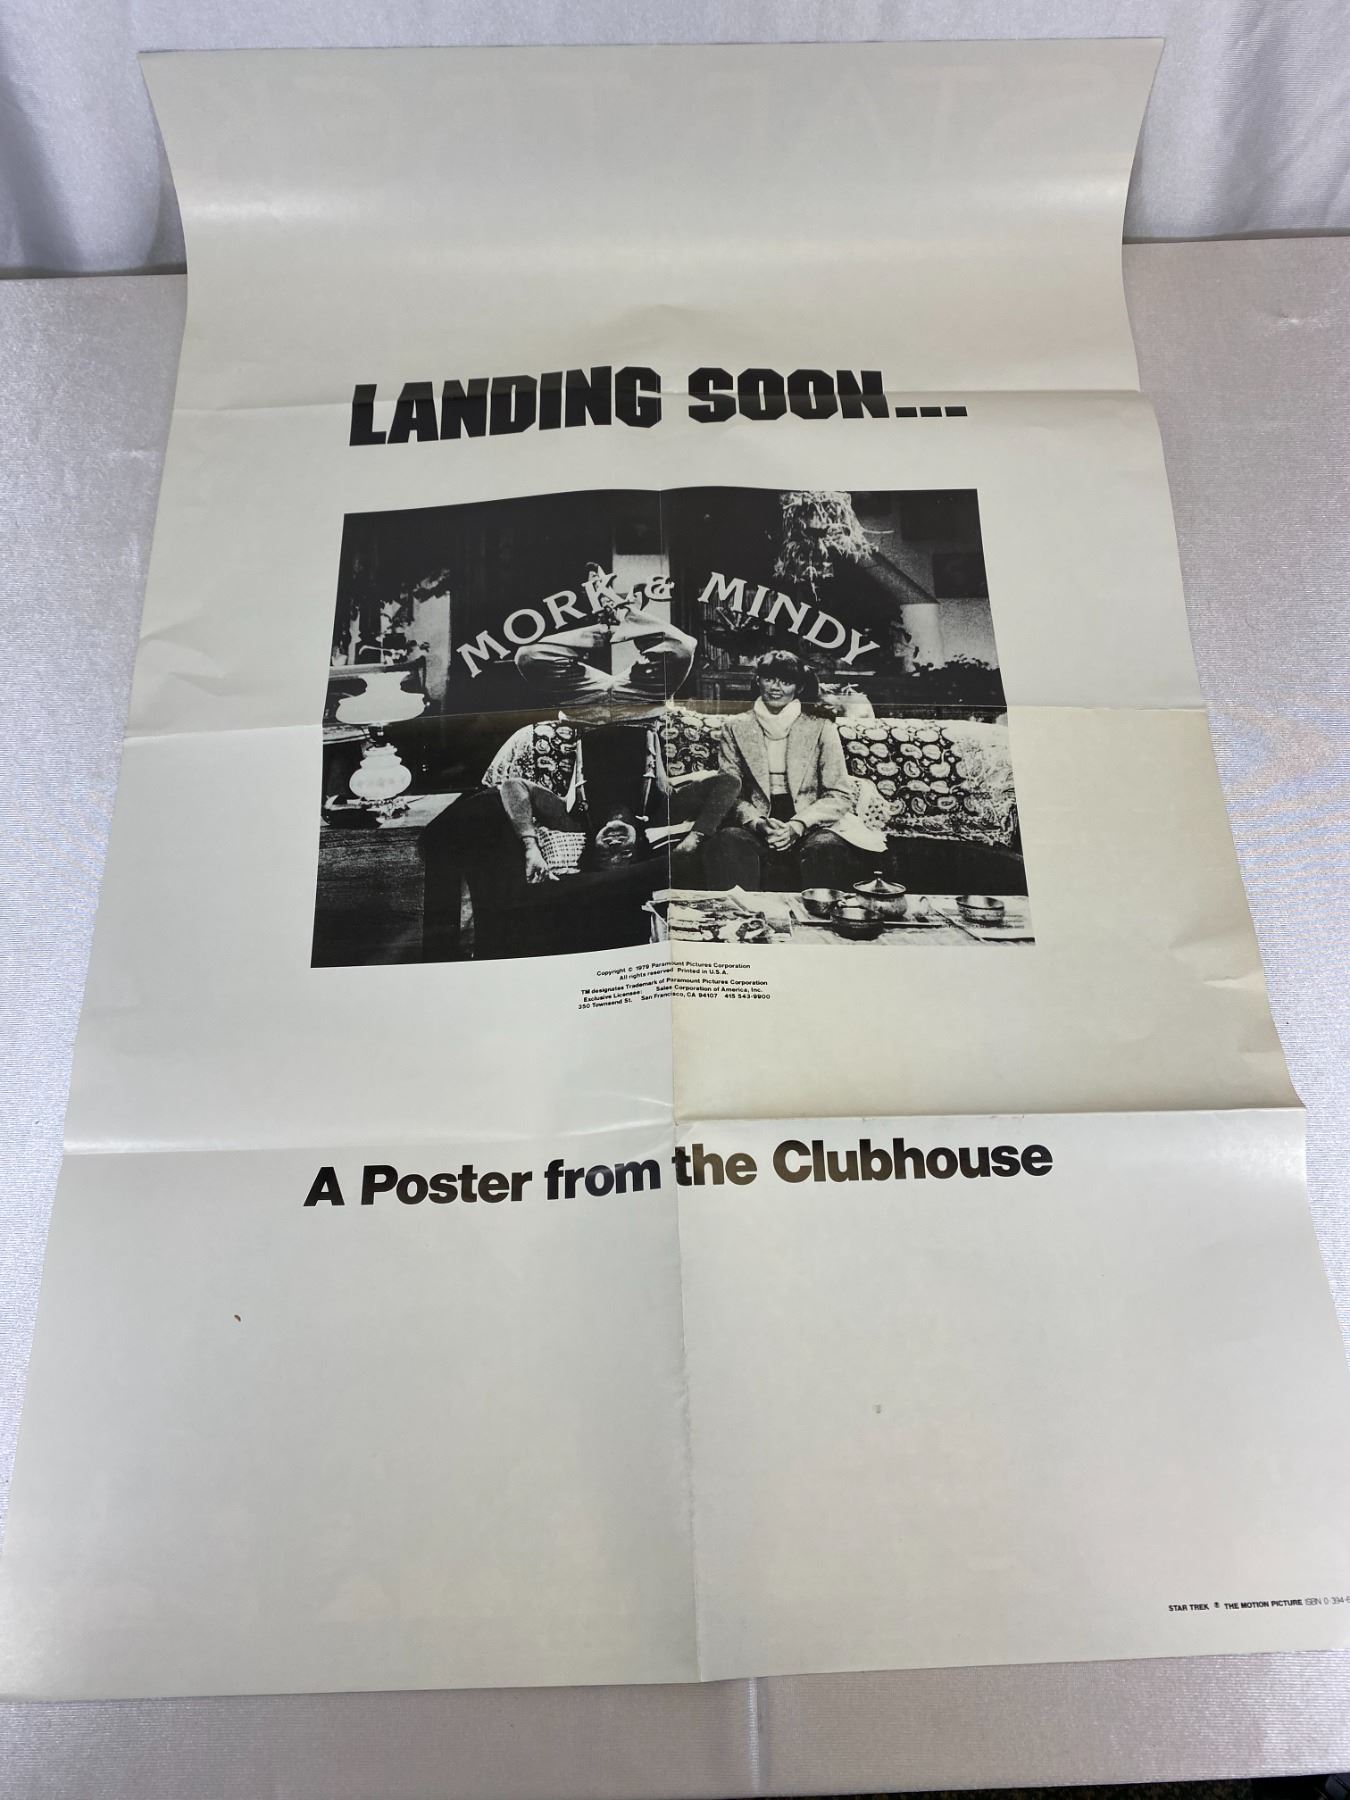 LANDING SOON...
MORK & MINDY
Copyright © 1979 Paramount Pictures Corporation
All rights reserved Printed in U.S.A.
TM designates Trademark of Paramount Pictures Corporation
Exclusive Licensee: Sales Corporation of America, Inc.
350 Townsend St. San Francisco, CA 94107 415 543-9900
A Poster from the Clubhouse
STAR TREK ® THE MOTION PICTURE ISBN 0-394-